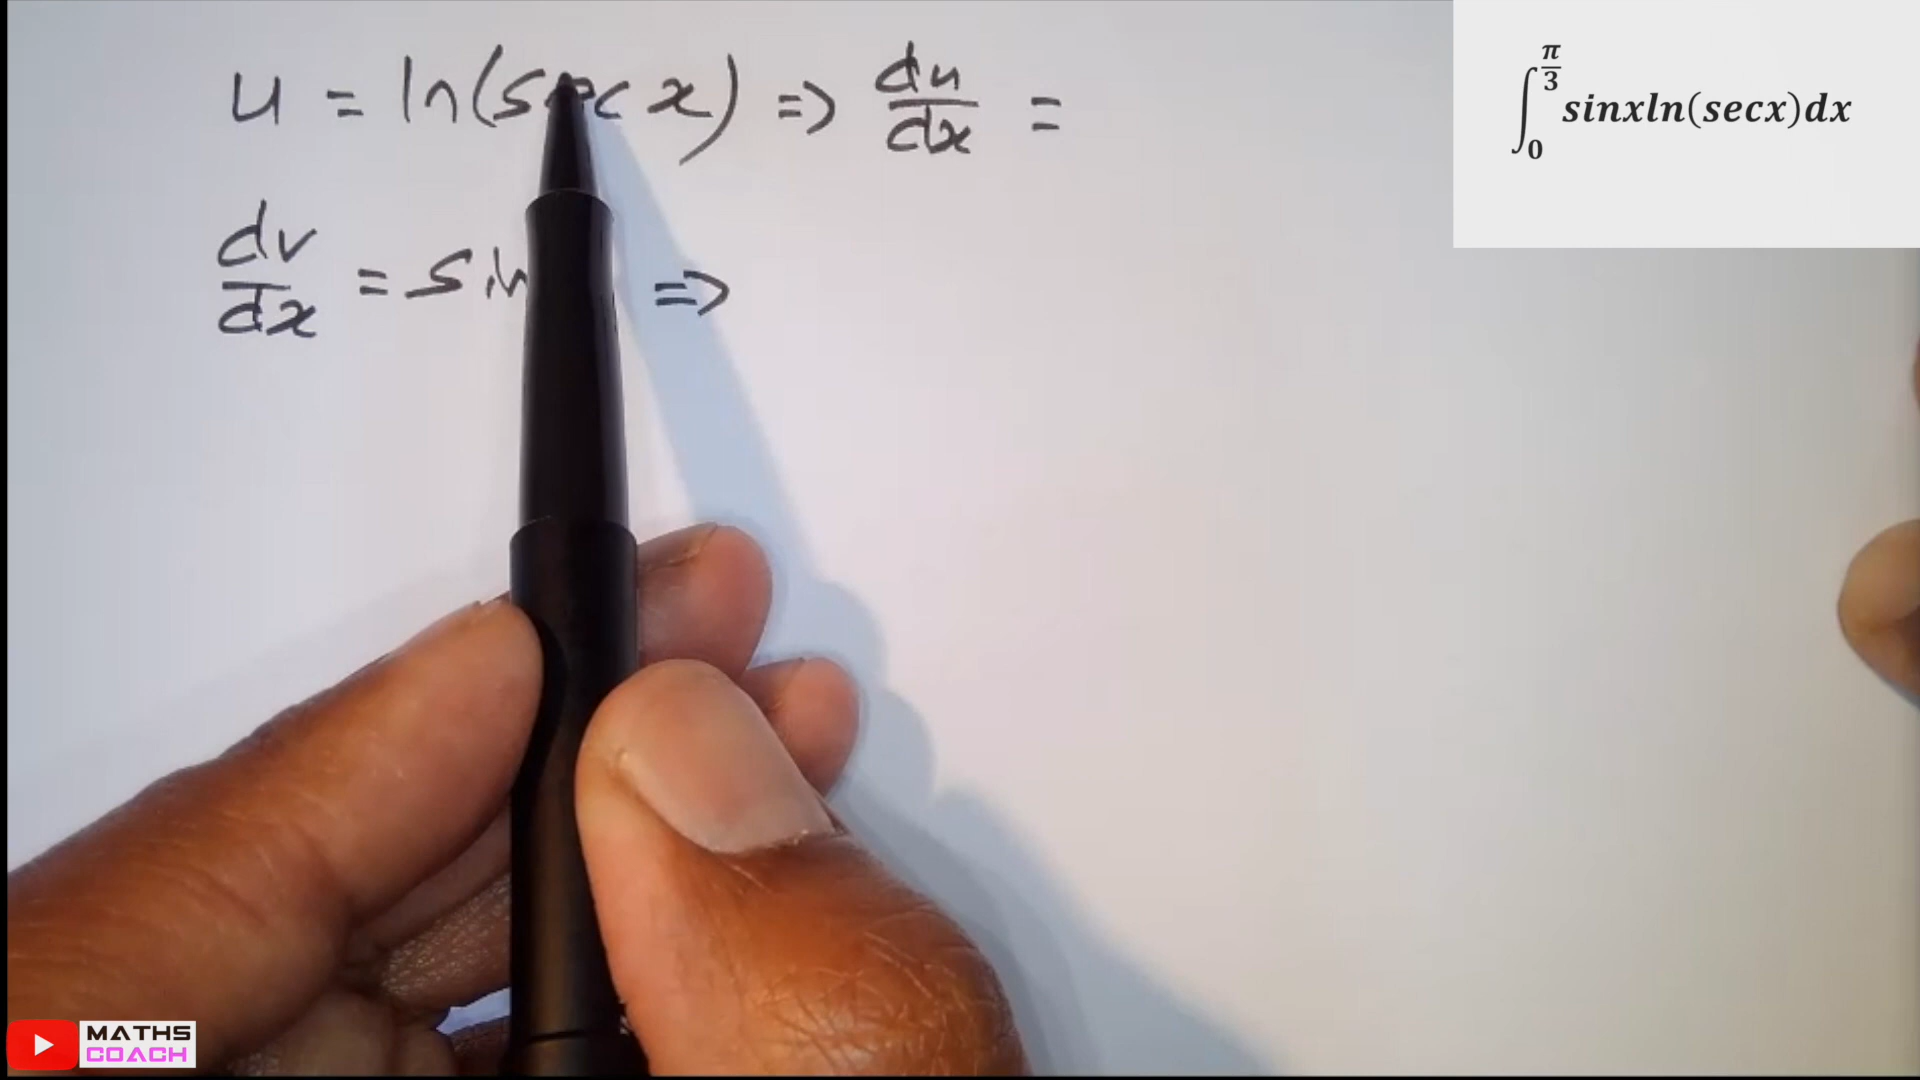 u = ln(sec x) => du/dx =
dv/dx = sin =>
∫₀^(π/3) sinxln(secx)dx
MATHS
COACH